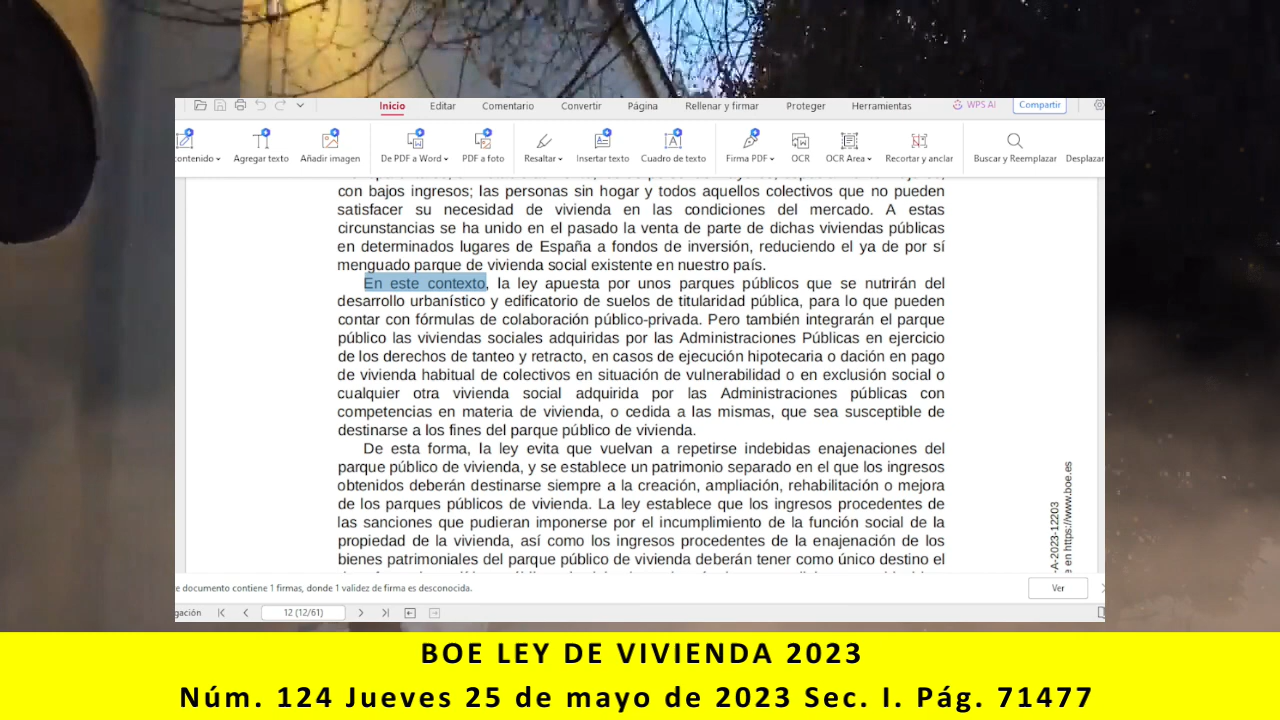 Inicio Editar Comentario Convertir Página Rellenar y firmar Proteger Herramientas WPS AI Compartir
contenido Agregar texto Añadir imagen De PDF a Word PDF a foto Resaltar Insertar texto Cuadro de texto Firma PDF OCR OCR Area Recortar y anclar Buscar y Reemplazar Desplazar
con bajos ingresos; las personas sin hogar y todos aquellos colectivos que no pueden
satisfacer su necesidad de vivienda en las condiciones del mercado. A estas
circunstancias se ha unido en el pasado la venta de parte de dichas viviendas públicas
en determinados lugares de España a fondos de inversión, reduciendo el ya de por sí
menguado parque de vivienda social existente en nuestro país.
En este contexto, la ley apuesta por unos parques públicos que se nutrirán del
desarrollo urbanístico y edificatorio de suelos de titularidad pública, para lo que pueden
contar con fórmulas de colaboración público-privada. Pero también integrarán el parque
público las viviendas sociales adquiridas por las Administraciones Públicas en ejercicio
de los derechos de tanteo y retracto, en casos de ejecución hipotecaria o dación en pago
de vivienda habitual de colectivos en situación de vulnerabilidad o en exclusión social o
cualquier otra vivienda social adquirida por las Administraciones públicas con
competencias en materia de vivienda, o cedida a las mismas, que sea susceptible de
destinarse a los fines del parque público de vivienda.
De esta forma, la ley evita que vuelvan a repetirse indebidas enajenaciones del
parque público de vivienda, y se establece un patrimonio separado en el que los ingresos
obtenidos deberán destinarse siempre a la creación, ampliación, rehabilitación o mejora
de los parques públicos de vivienda. La ley establece que los ingresos procedentes de
las sanciones que pudieran imponerse por el incumplimiento de la función social de la
propiedad de la vivienda, así como los ingresos procedentes de la enajenación de los
bienes patrimoniales del parque público de vivienda deberán tener como único destino el
-A-2023-12203
e en https://www.boe.es
e documento contiene 1 firmas, donde 1 validez de firma es desconocida. Ver
gación 12 (12/61)
BOE LEY DE VIVIENDA 2023
Núm. 124 Jueves 25 de mayo de 2023 Sec. I. Pág. 71477